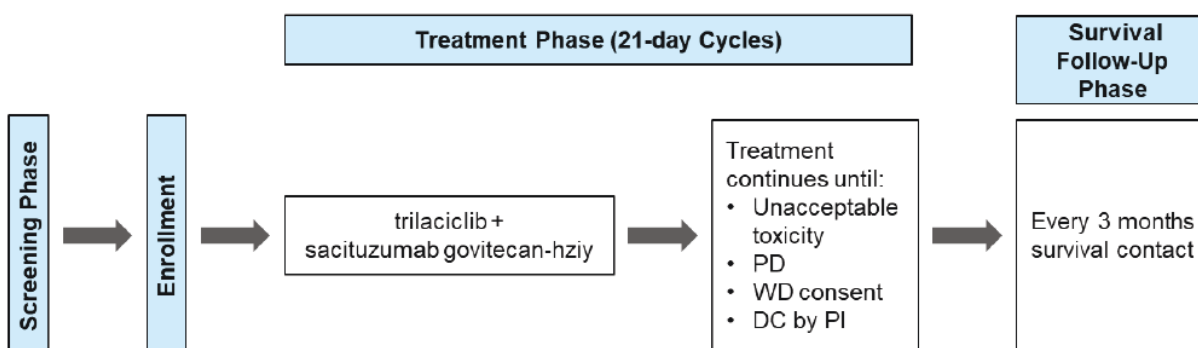 Treatment Phase (21-day Cycles)
Survival
Follow-Up
Phase
Screening Phase
Enrollment
trilaciclib +
sacituzumab govitecan-hziy
Treatment
continues until:
• Unacceptable
toxicity
• PD
• WD consent
• DC by PI
Every 3 months
survival contact